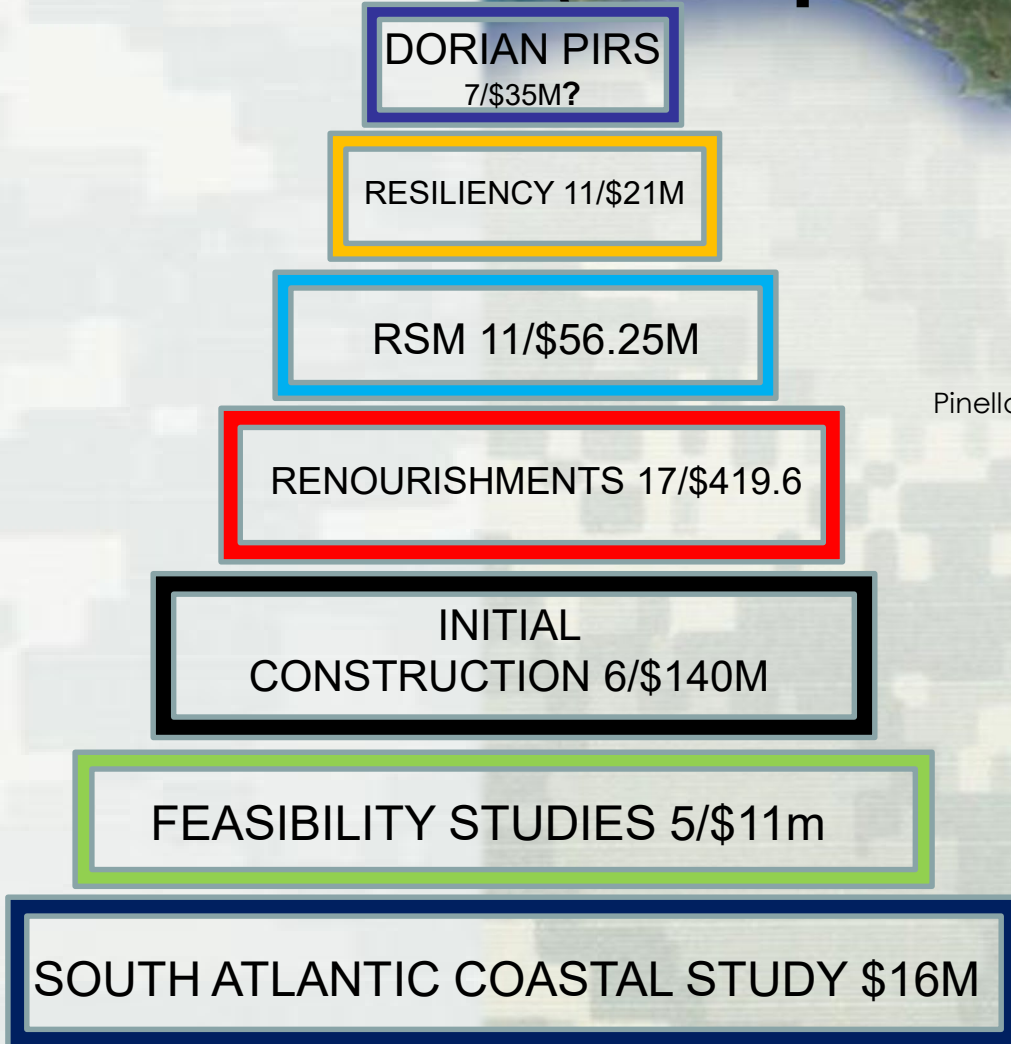 DORIAN PIRS
7/$35M?
RESILIENCY 11/$21M
RSM 11/$56.25M
RENOURISHMENTS 17/$419.6
INITIAL
CONSTRUCTION 6/$140M
FEASIBILITY STUDIES 5/$11m
SOUTH ATLANTIC COASTAL STUDY $16M